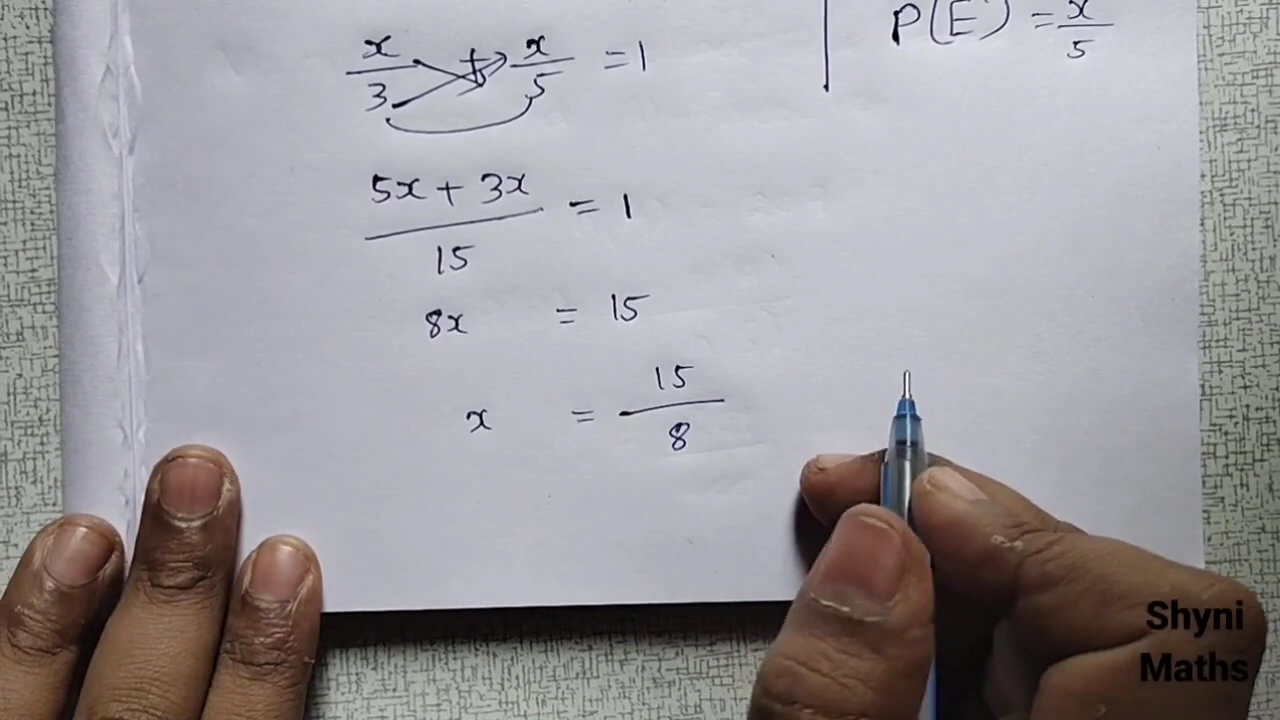 x/3 + x/5 = 1
P(E') = x/5
5x + 3x / 15 = 1
8x = 15
x = 15/8
Shyni
Maths